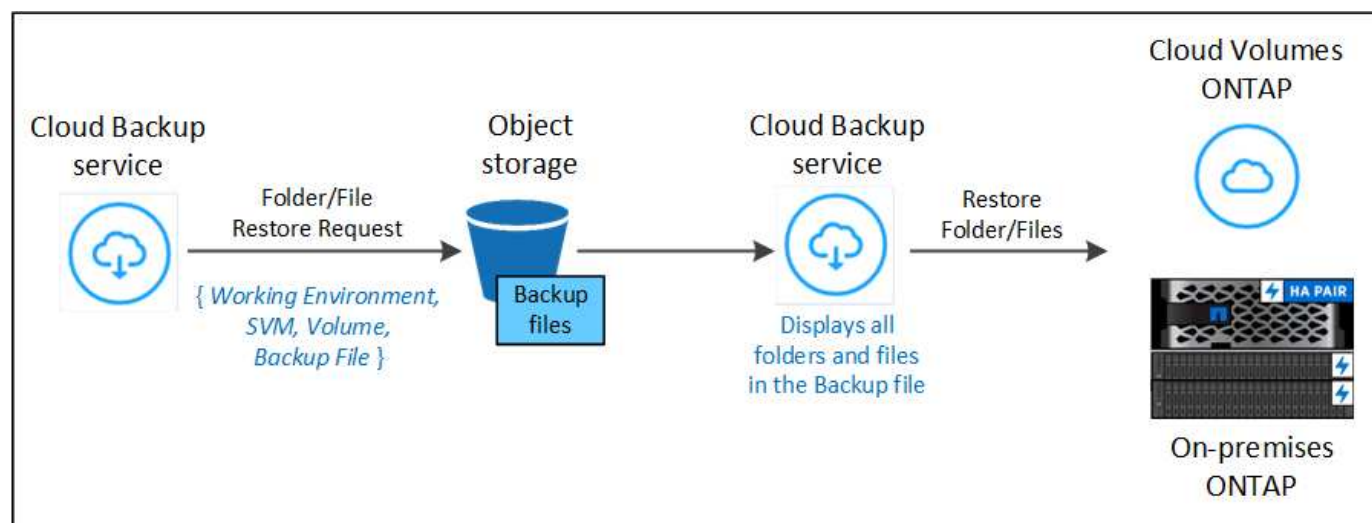 Cloud Backup
service
Folder/File
Restore Request
{ Working Environment,
SVM, Volume,
Backup File }
Object
storage
Backup
files
Cloud Backup
service
Displays all
folders and files
in the Backup file
Restore
Folder/Files
Cloud Volumes
ONTAP
HA PAIR
On-premises
ONTAP